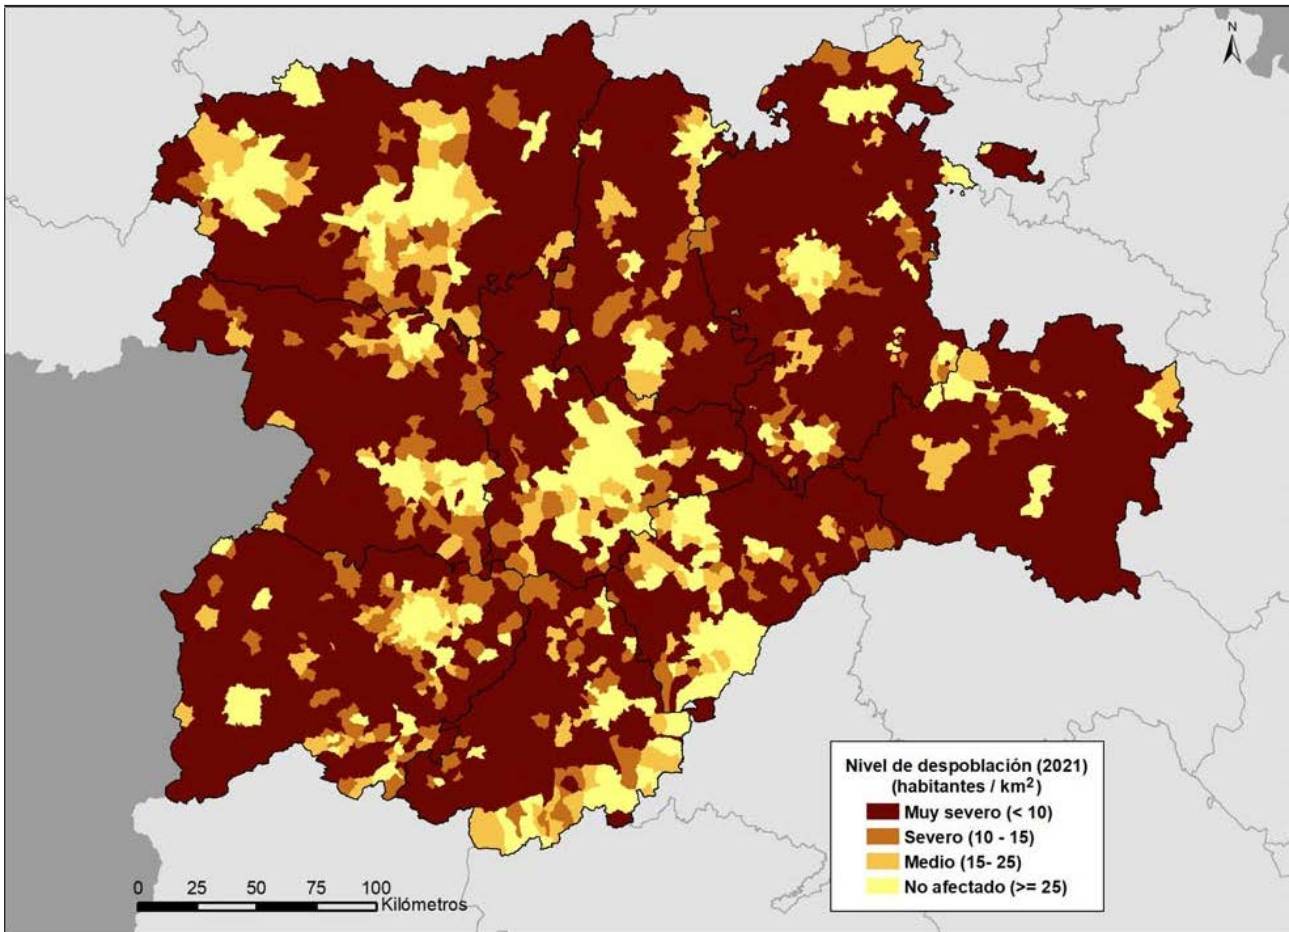 N
Nivel de despoblación (2021)
(habitantes / km²)
Muy severo (< 10)
Severo (10 - 15)
Medio (15- 25)
No afectado (>= 25)
0 25 50 75 100
Kilómetros